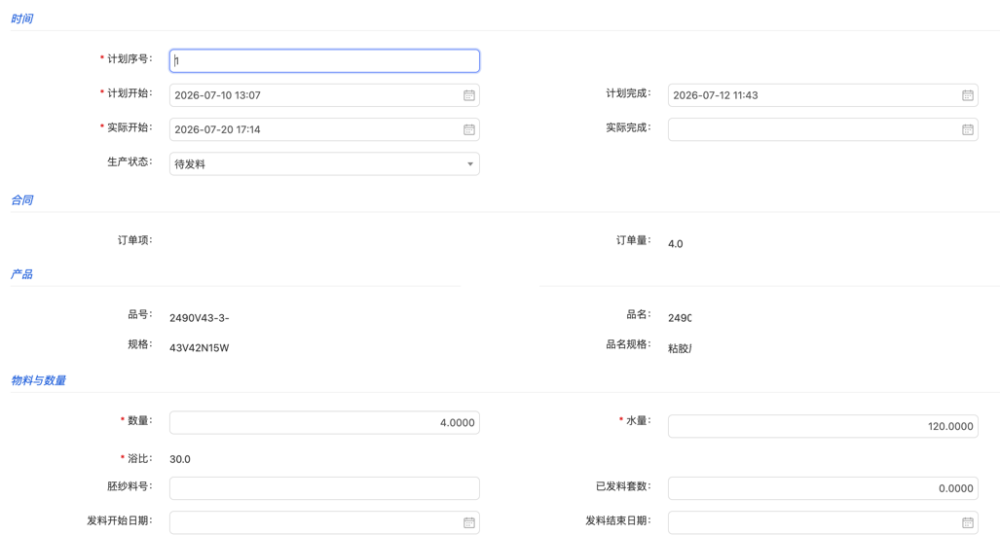 时间
* 计划序号: 1
* 计划开始: 2026-07-10 13:07 计划完成: 2026-07-12 11:43
* 实际开始: 2026-07-20 17:14 实际完成:
生产状态: 待发料
合同
订单项: 订单量: 4.0
产品
品号: 2490V43-3- 品名: 2490
规格: 43V42N15W 品名规格: 粘胶
物料与数量
* 数量: 4.0000 * 水量: 120.0000
* 浴比: 30.0
胚纱料号: 已发料套数: 0.0000
发料开始日期: 发料结束日期: